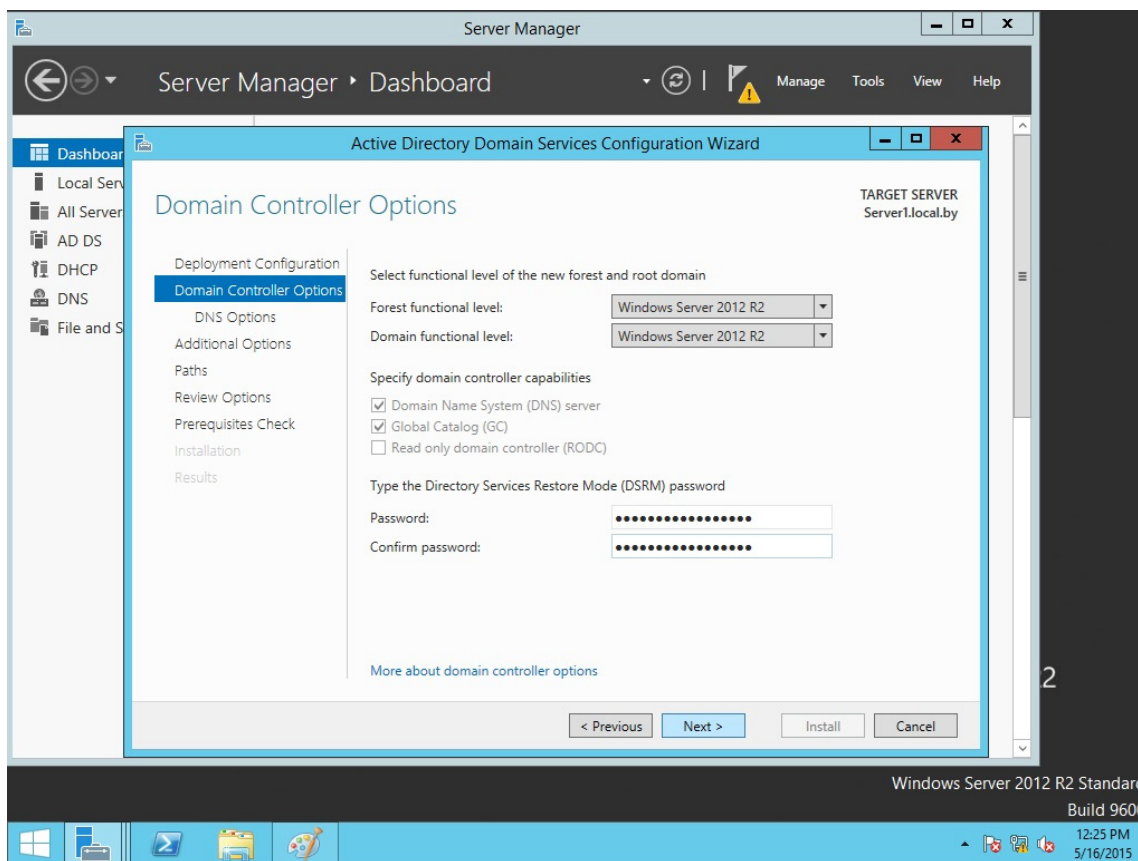 Server Manager
Server Manager ‣ Dashboard
Manage Tools View Help
Dashboar
Local Serv
All Server
AD DS
DHCP
DNS
File and S
Active Directory Domain Services Configuration Wizard
Domain Controller Options
TARGET SERVER
Server1.local.by
Deployment Configuration
Domain Controller Options
DNS Options
Additional Options
Paths
Review Options
Prerequisites Check
Installation
Results
Select functional level of the new forest and root domain
Forest functional level: Windows Server 2012 R2
Domain functional level: Windows Server 2012 R2
Specify domain controller capabilities
Domain Name System (DNS) server
Global Catalog (GC)
Read only domain controller (RODC)
Type the Directory Services Restore Mode (DSRM) password
Password: •••••••••••••••••
Confirm password: •••••••••••••••••
More about domain controller options
< Previous Next > Install Cancel
2
Windows Server 2012 R2 Standard
Build 9600
12:25 PM
5/16/2015